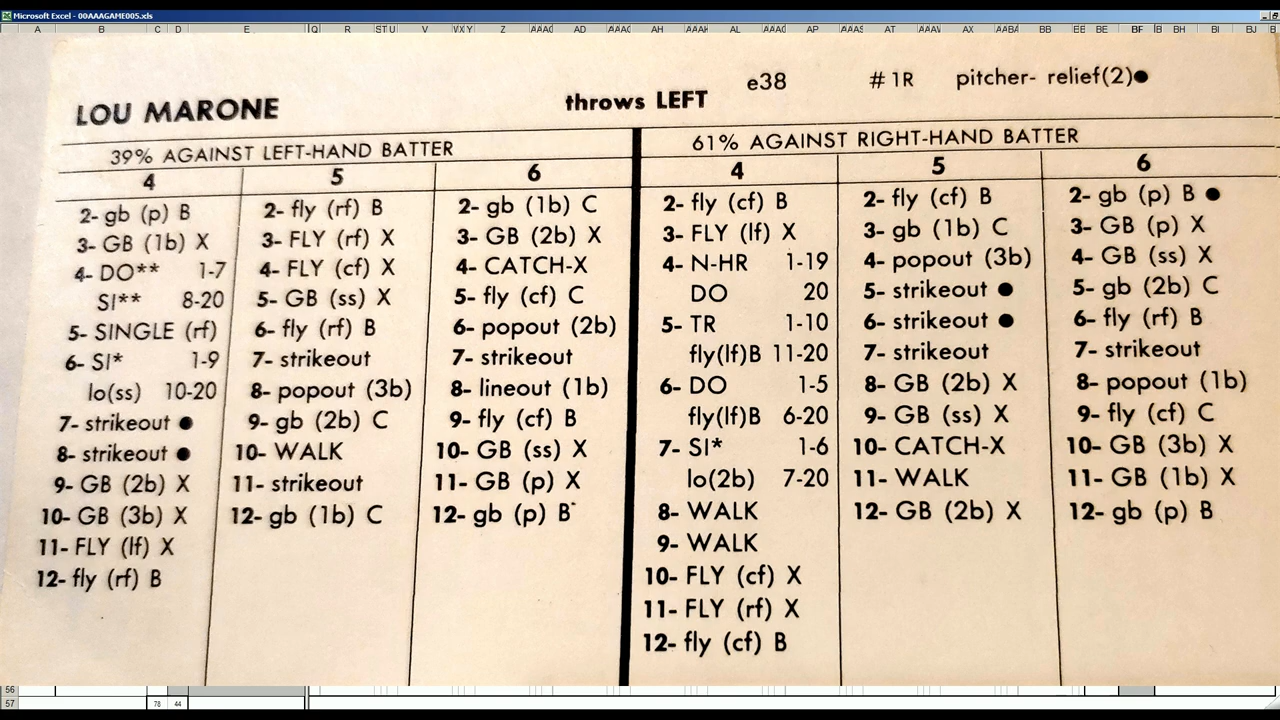 Microsoft Excel - 00AAAGAME005.xls
LOU MARONE
throws LEFT
e38
# 1R
pitcher- relief(2)●
39% AGAINST LEFT-HAND BATTER
4
2- gb (p) B
3- GB (1b) X
4- DO** 1-7
SI** 8-20
5- SINGLE (rf)
6- SI* 1-9
lo(ss) 10-20
7- strikeout ●
8- strikeout ●
9- GB (2b) X
10- GB (3b) X
11- FLY (lf) X
12- fly (rf) B
5
2- fly (rf) B
3- FLY (rf) X
4- FLY (cf) X
5- GB (ss) X
6- fly (rf) B
7- strikeout
8- popout (3b)
9- gb (2b) C
10- WALK
11- strikeout
12- gb (1b) C
6
2- gb (1b) C
3- GB (2b) X
4- CATCH-X
5- fly (cf) C
6- popout (2b)
7- strikeout
8- lineout (1b)
9- fly (cf) B
10- GB (ss) X
11- GB (p) X
12- gb (p) B
61% AGAINST RIGHT-HAND BATTER
4
2- fly (cf) B
3- FLY (lf) X
4- N-HR 1-19
DO 20
5- TR 1-10
fly(lf)B 11-20
6- DO 1-5
fly(lf)B 6-20
7- SI* 1-6
lo(2b) 7-20
8- WALK
9- WALK
10- FLY (cf) X
11- FLY (rf) X
12- fly (cf) B
5
2- fly (cf) B
3- gb (1b) C
4- popout (3b)
5- strikeout ●
6- strikeout ●
7- strikeout
8- GB (2b) X
9- GB (ss) X
10- CATCH-X
11- WALK
12- GB (2b) X
6
2- gb (p) B ●
3- GB (p) X
4- GB (ss) X
5- gb (2b) C
6- fly (rf) B
7- strikeout
8- popout (1b)
9- fly (cf) C
10- GB (3b) X
11- GB (1b) X
12- gb (p) B
56
57 78 44